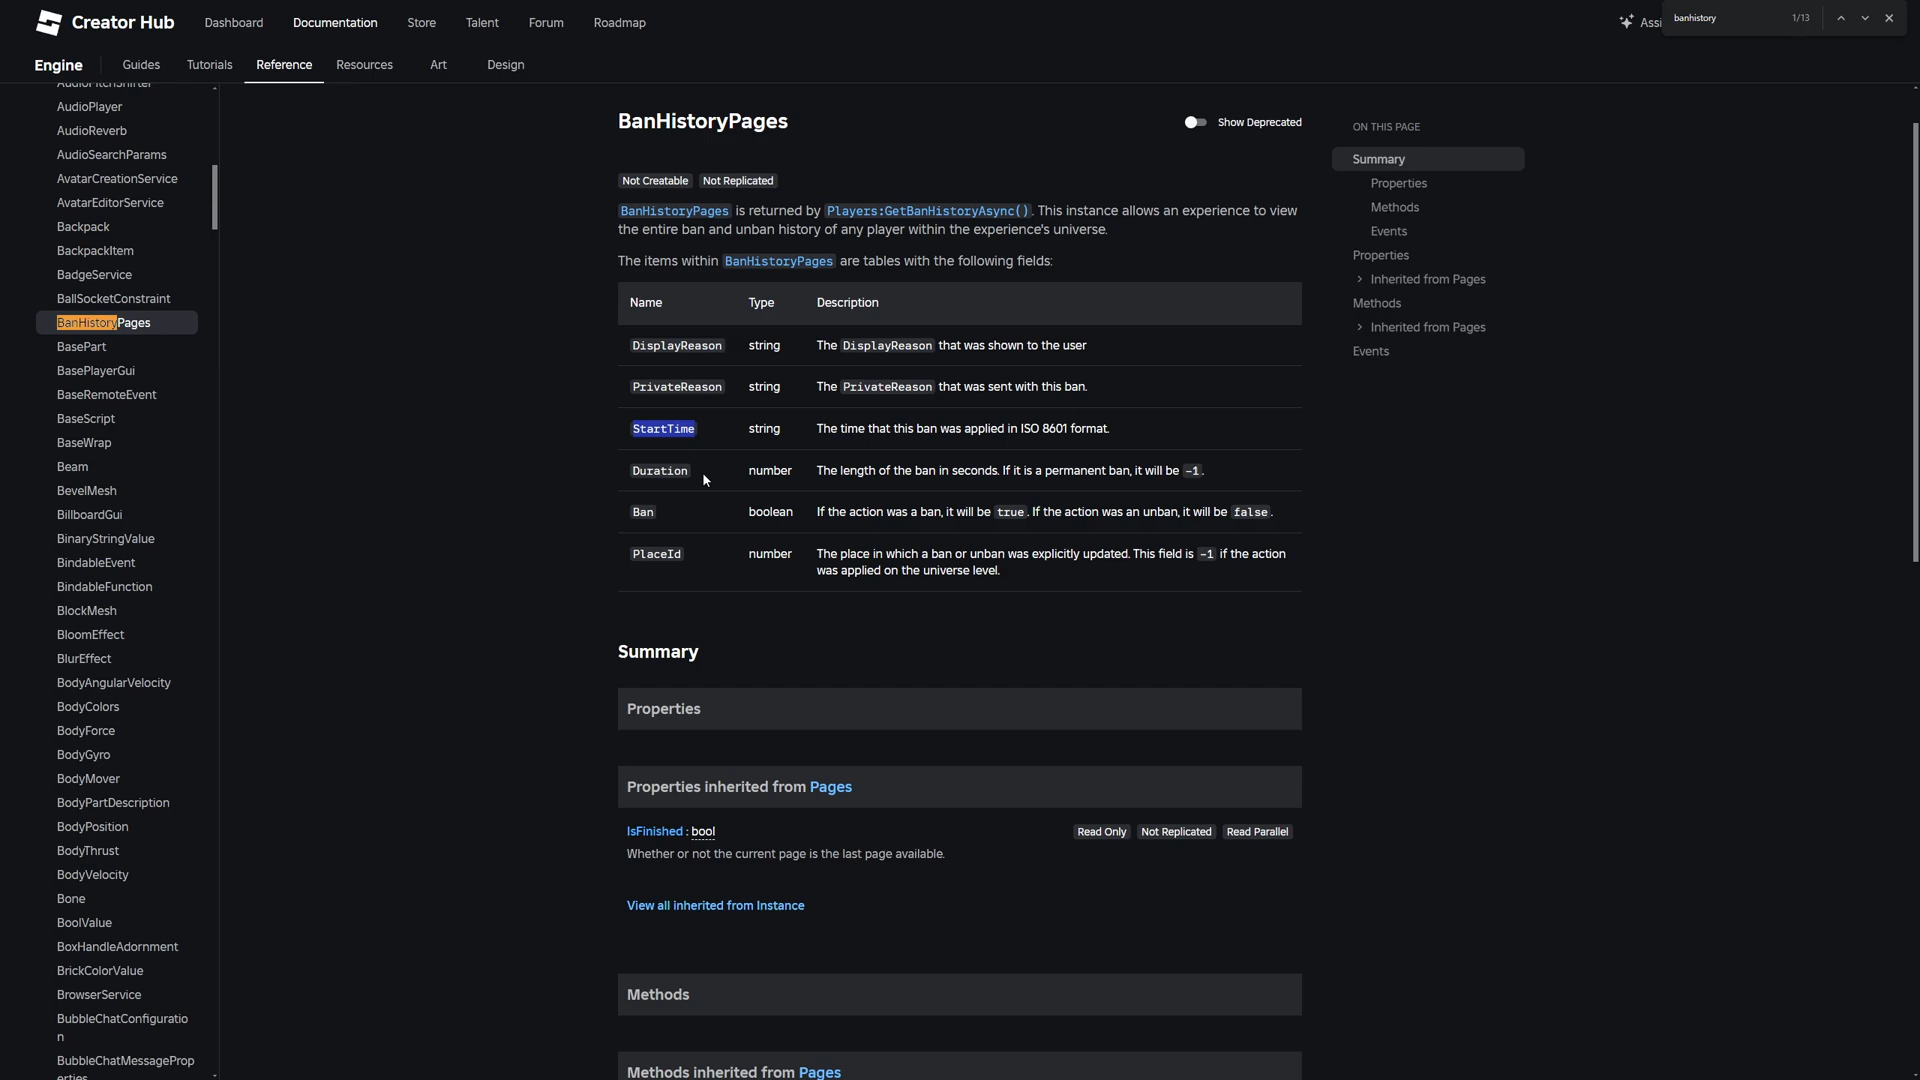 Creator Hub
Dashboard
Documentation
Store
Talent
Forum
Roadmap
Assi
banhistory
1/13
Engine
Guides
Tutorials
Reference
Resources
Art
Design
AudioPitchShifter
AudioPlayer
AudioReverb
AudioSearchParams
AvatarCreationService
AvatarEditorService
Backpack
BackpackItem
BadgeService
BallSocketConstraint
BanHistoryPages
BasePart
BasePlayerGui
BaseRemoteEvent
BaseScript
BaseWrap
Beam
BevelMesh
BillboardGui
BinaryStringValue
BindableEvent
BindableFunction
BlockMesh
BloomEffect
BlurEffect
BodyAngularVelocity
BodyColors
BodyForce
BodyGyro
BodyMover
BodyPartDescription
BodyPosition
BodyThrust
BodyVelocity
Bone
BoolValue
BoxHandleAdornment
BrickColorValue
BrowserService
BubbleChatConfiguratio
n
BubbleChatMessageProp
erties
BanHistoryPages
Show Deprecated
Not Creatable
Not Replicated
BanHistoryPages is returned by Players:GetBanHistoryAsync(). This instance allows an experience to view
the entire ban and unban history of any player within the experience's universe.
The items within BanHistoryPages are tables with the following fields:
Name Type Description
DisplayReason string The DisplayReason that was shown to the user
PrivateReason string The PrivateReason that was sent with this ban.
StartTime string The time that this ban was applied in ISO 8601 format.
Duration number The length of the ban in seconds. If it is a permanent ban, it will be -1.
Ban boolean If the action was a ban, it will be true. If the action was an unban, it will be false.
PlaceId number The place in which a ban or unban was explicitly updated. This field is -1 if the action
was applied on the universe level.
Summary
Properties
Properties inherited from Pages
IsFinished : bool
Read Only
Not Replicated
Read Parallel
Whether or not the current page is the last page available.
View all inherited from Instance
Methods
Methods inherited from Pages
ON THIS PAGE
Summary
Properties
Methods
Events
Properties
Inherited from Pages
Methods
Inherited from Pages
Events